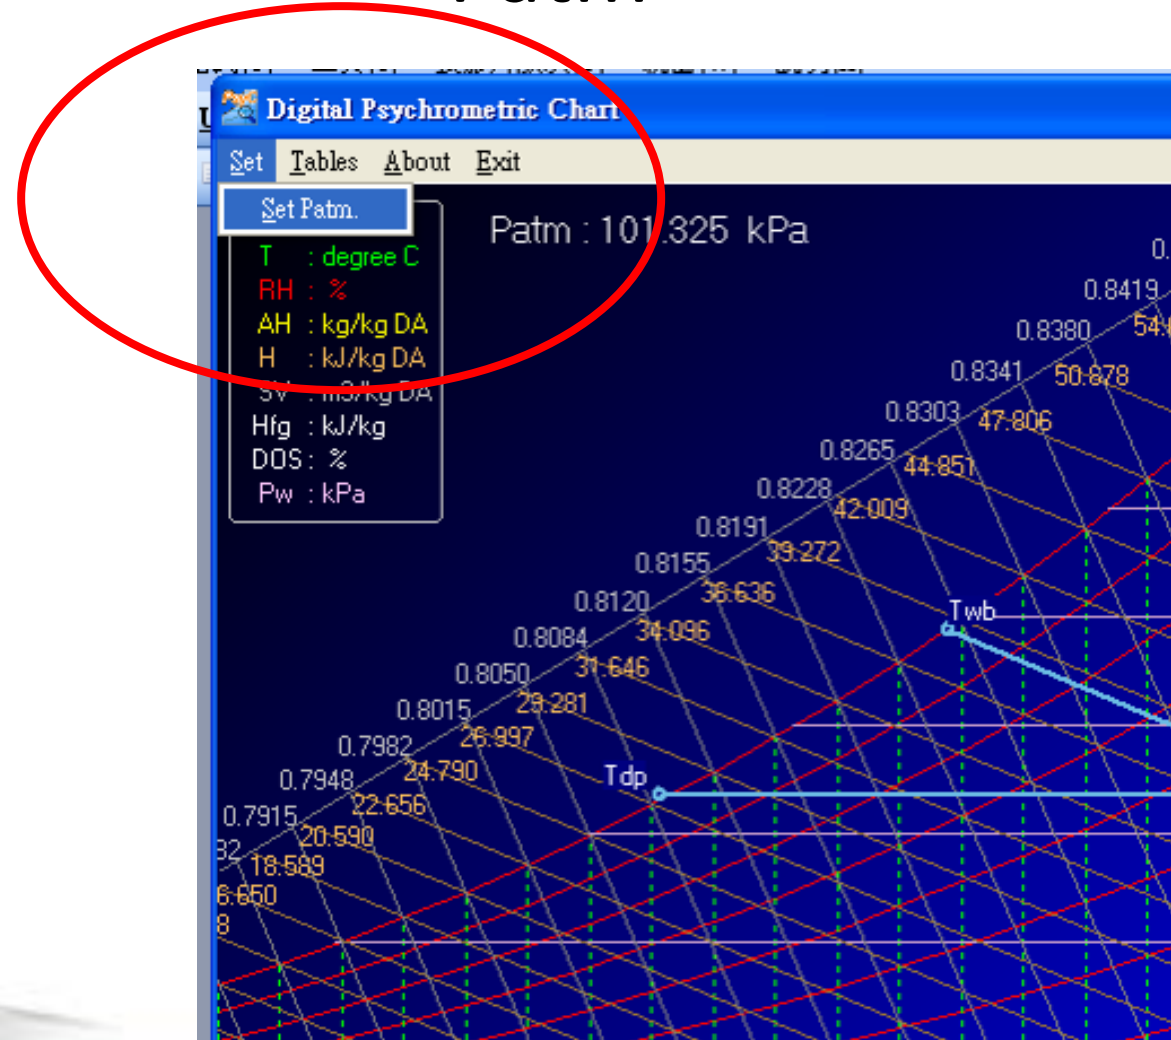 Digital Psychrometric Chart
Set Tables About Exit
Set Patm.
Patm : 101.325 kPa
T : degree C
RH : %
AH : kg/kg DA
H : kJ/kg DA
SV : m3/kg DA
Hfg : kJ/kg
DOS : %
Pw : kPa
0.8419
0.8380
0.8341 50.878
0.8303 47.806
0.8265 44.851
0.8228 42.009
0.8191 39.272
0.8155 36.636
0.8120 34.096
0.8084 31.646
0.8050 29.281
0.8015 26.997
0.7982 24.790
0.7948 22.656
0.7915 20.590
18.589
Twb
Tdp